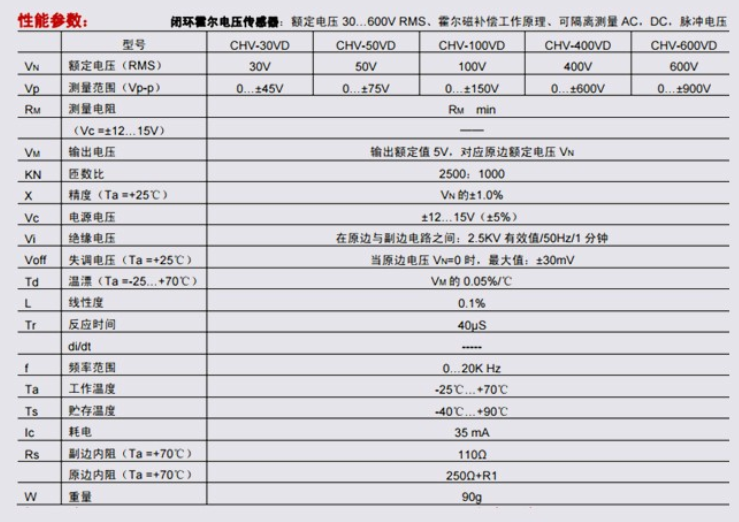 性能参数: 闭环霍尔电压传感器: 额定电压 30…600V RMS、霍尔磁补偿工作原理、可隔离测量 AC, DC, 脉冲电压
型号 CHV-30VD CHV-50VD CHV-100VD CHV-400VD CHV-600VD
VN 额定电压(RMS) 30V 50V 100V 400V 600V
Vp 测量范围(Vp-p) 0…±45V 0…±75V 0…±150V 0…±600V 0…±900V
RM 测量电阻 RM min
(Vc =±12…15V) ——
VM 输出电压 输出额定值 5V, 对应原边额定电压 VN
KN 匝数比 2500: 1000
X 精度(Ta =+25℃) VN 的±1.0%
Vc 电源电压 ±12…15V(±5%)
Vi 绝缘电压 在原边与副边电路之间: 2.5KV 有效值/50Hz/1 分钟
Voff 失调电压(Ta =+25℃) 当原边电压 VN=0 时, 最大值: ±30mV
Td 温漂(Ta =-25…+70℃) VM 的 0.05%/℃
L 线性度 0.1%
Tr 反应时间 40µS
di/dt -----
f 频率范围 0…20K Hz
Ta 工作温度 -25℃…+70℃
Ts 贮存温度 -40℃…+90℃
Ic 耗电 35 mA
Rs 副边内阻(Ta =+70℃) 110Ω
原边内阻(Ta =+70℃) 250Ω+R1
W 重量 90g